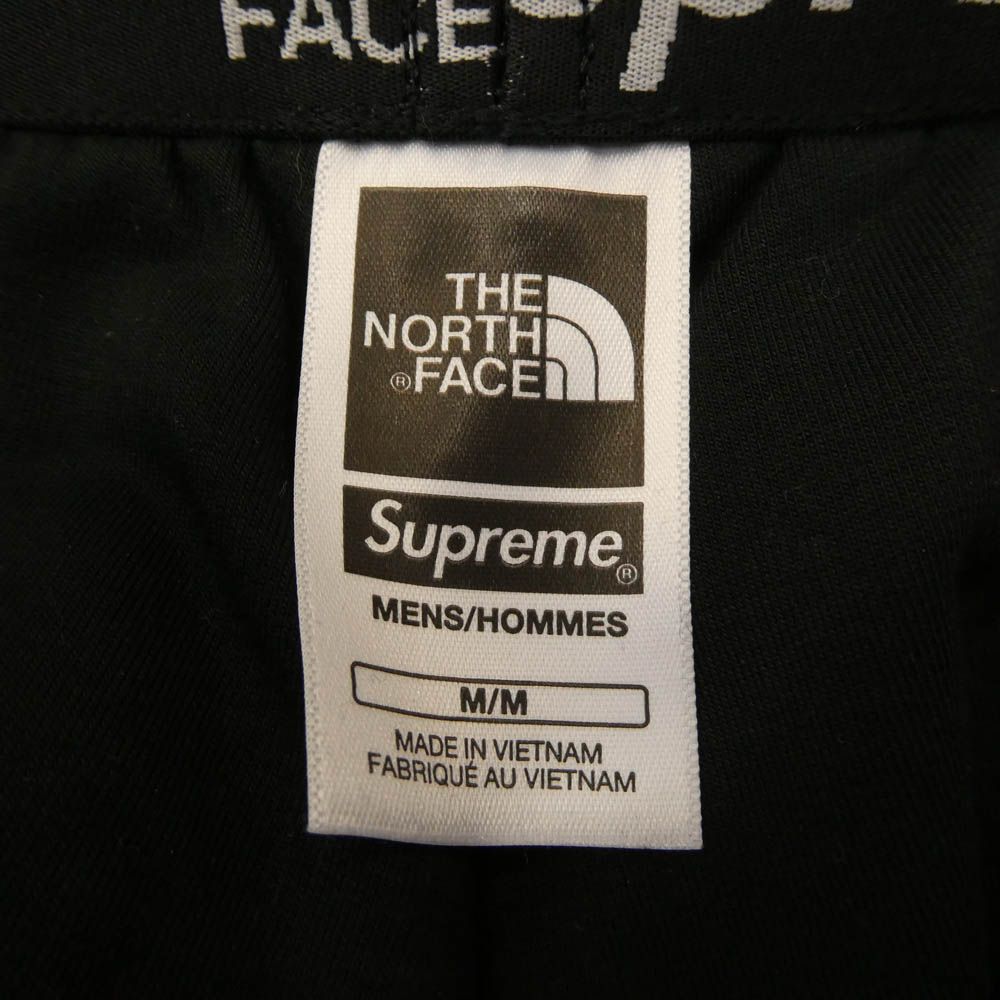 FACE
THE
NORTH
®FACE
Supreme®
MENS/HOMMES
M/M
MADE IN VIETNAM
FABRIQUÉ AU VIETNAM